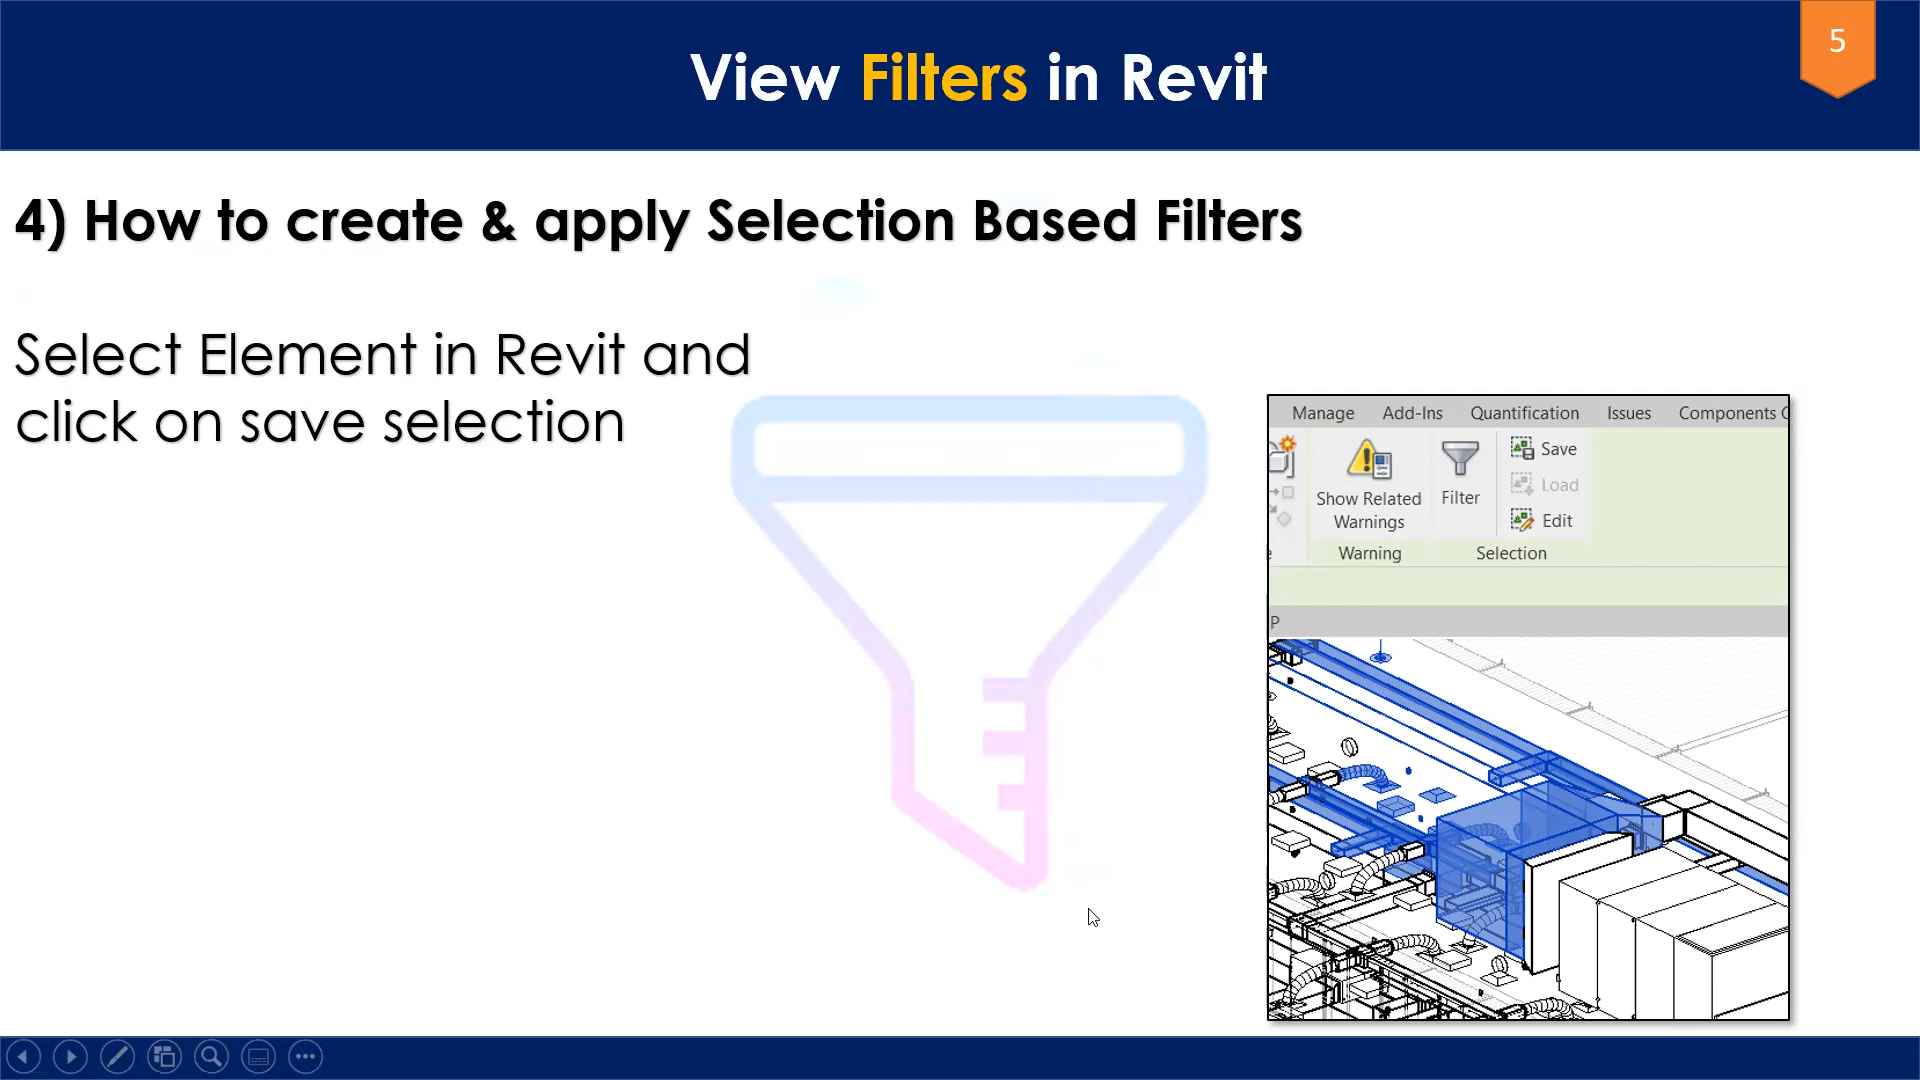 View Filters in Revit
5
4) How to create & apply Selection Based Filters
Select Element in Revit and
click on save selection
Manage Add-Ins Quantification Issues Components C
Show Related
Warnings
Filter
Save
Load
Edit
Warning
Selection
P